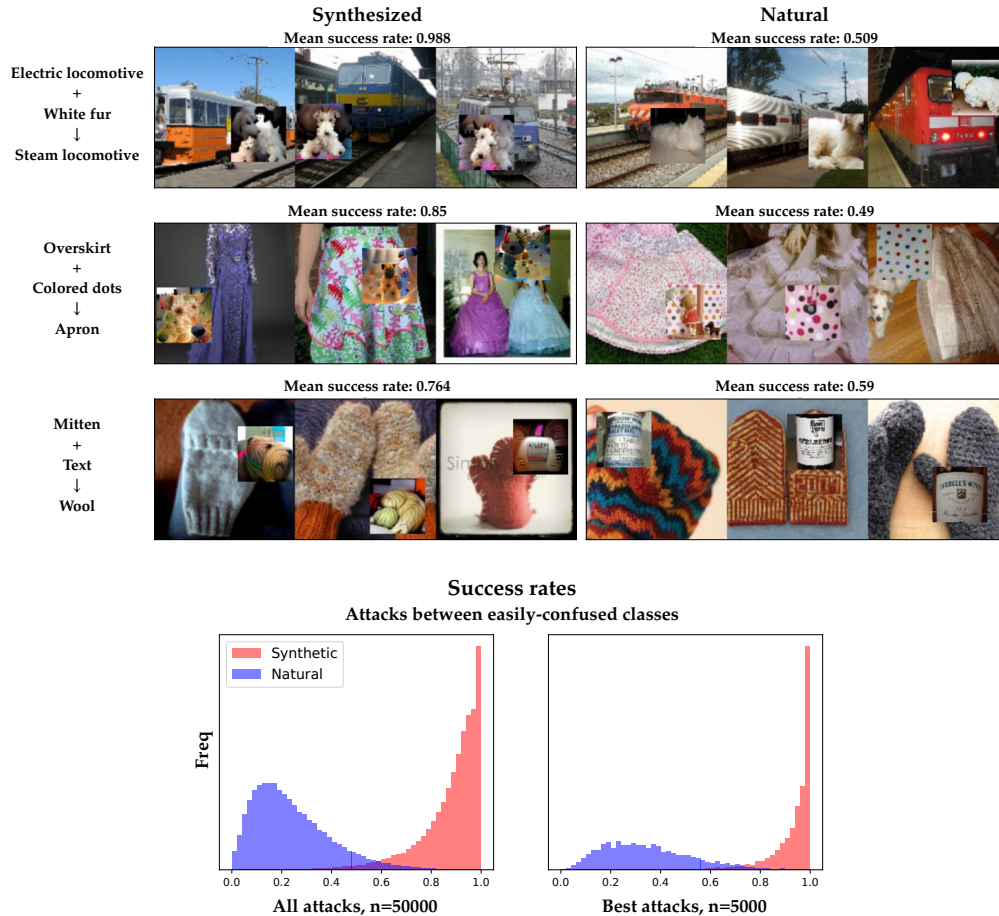 Synthesized
Natural
Mean success rate: 0.988
Mean success rate: 0.509
Electric locomotive
+
White fur
↓
Steam locomotive
Mean success rate: 0.85
Mean success rate: 0.49
Overskirt
+
Colored dots
↓
Apron
Mean success rate: 0.764
Mean success rate: 0.59
Mitten
+
Text
↓
Wool
Success rates
Attacks between easily-confused classes
Synthetic
Natural
Freq
0.0 0.2 0.4 0.6 0.8 1.0
0.0 0.2 0.4 0.6 0.8 1.0
All attacks, n=50000
Best attacks, n=5000